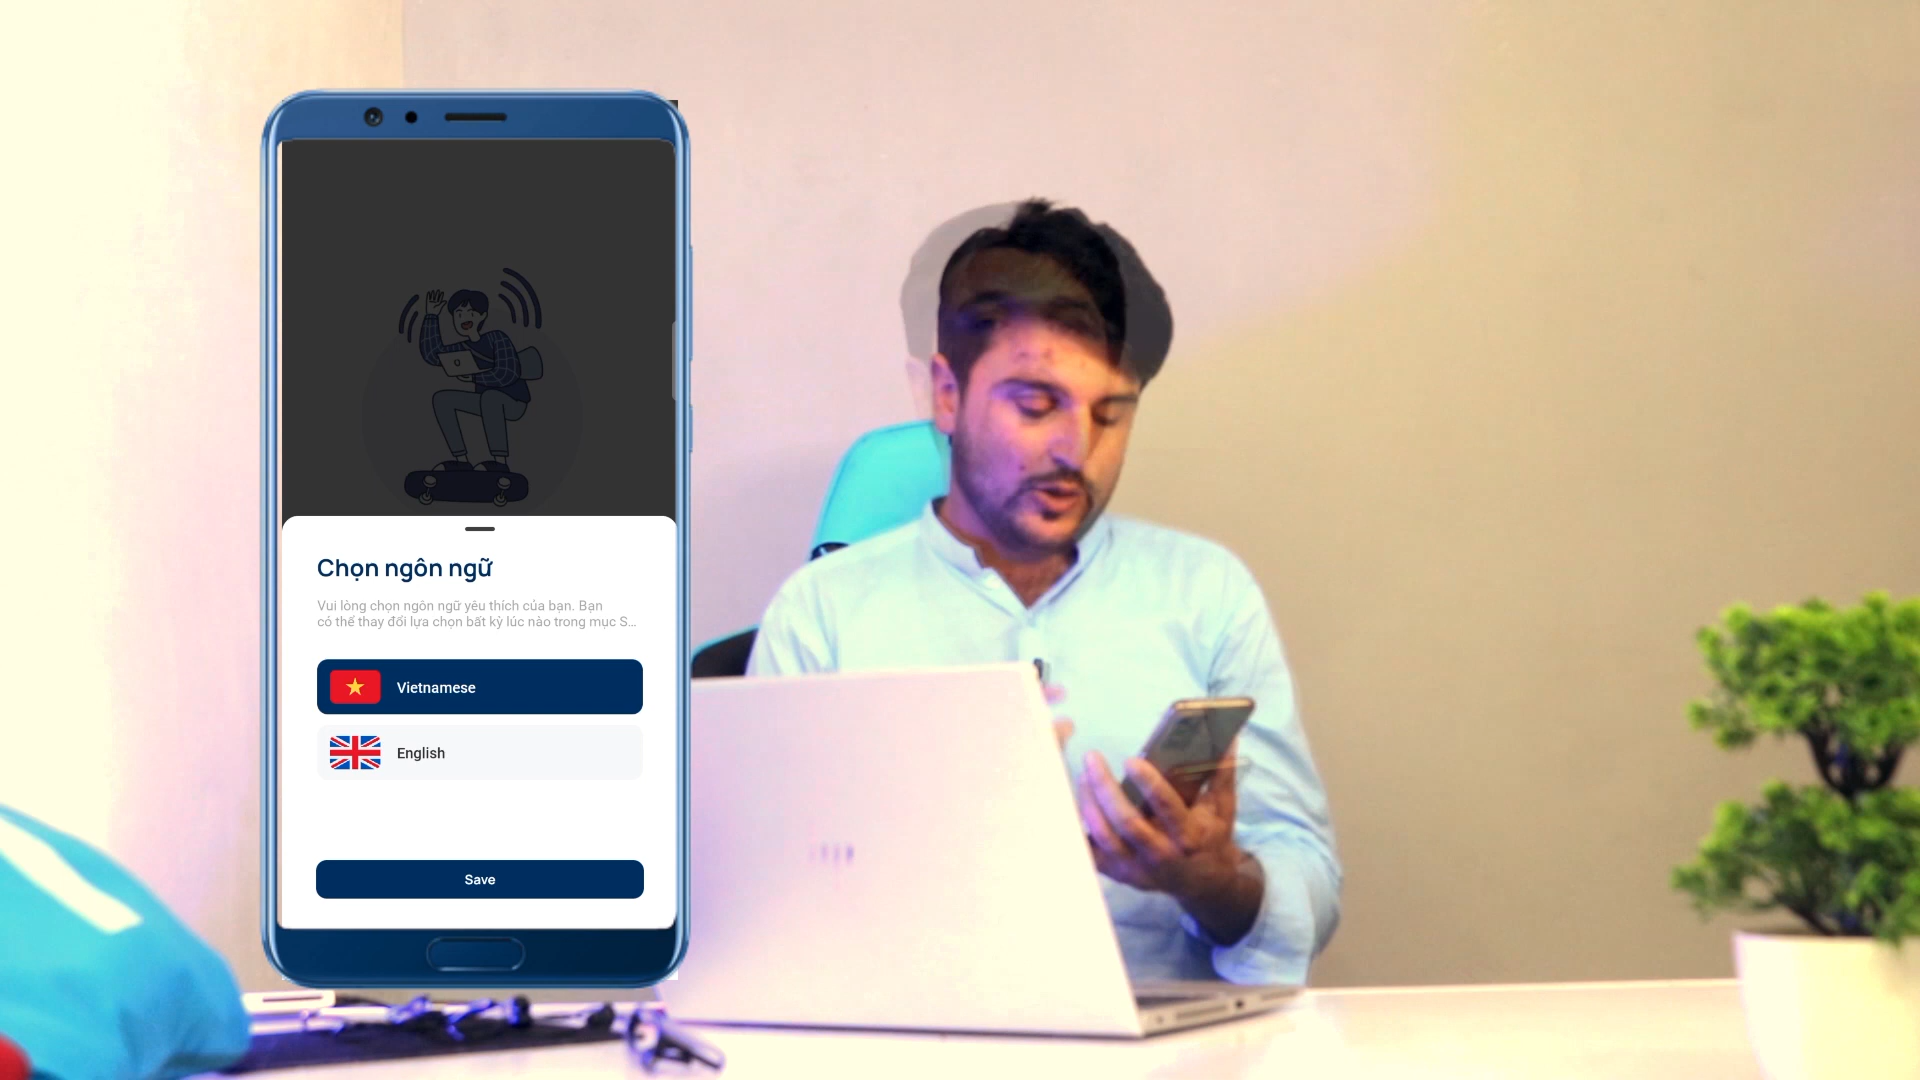 Chọn ngôn ngữ
Vui lòng chọn ngôn ngữ yêu thích của bạn. Bạn
có thể thay đổi lựa chọn bất kỳ lúc nào trong mục S...
Vietnamese
English
Save